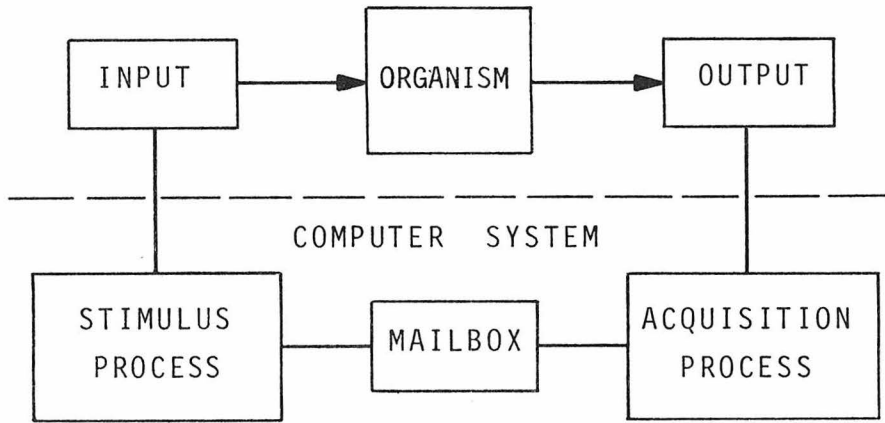 INPUT
ORGANISM
OUTPUT
COMPUTER SYSTEM
STIMULUS
PROCESS
MAILBOX
ACQUISITION
PROCESS